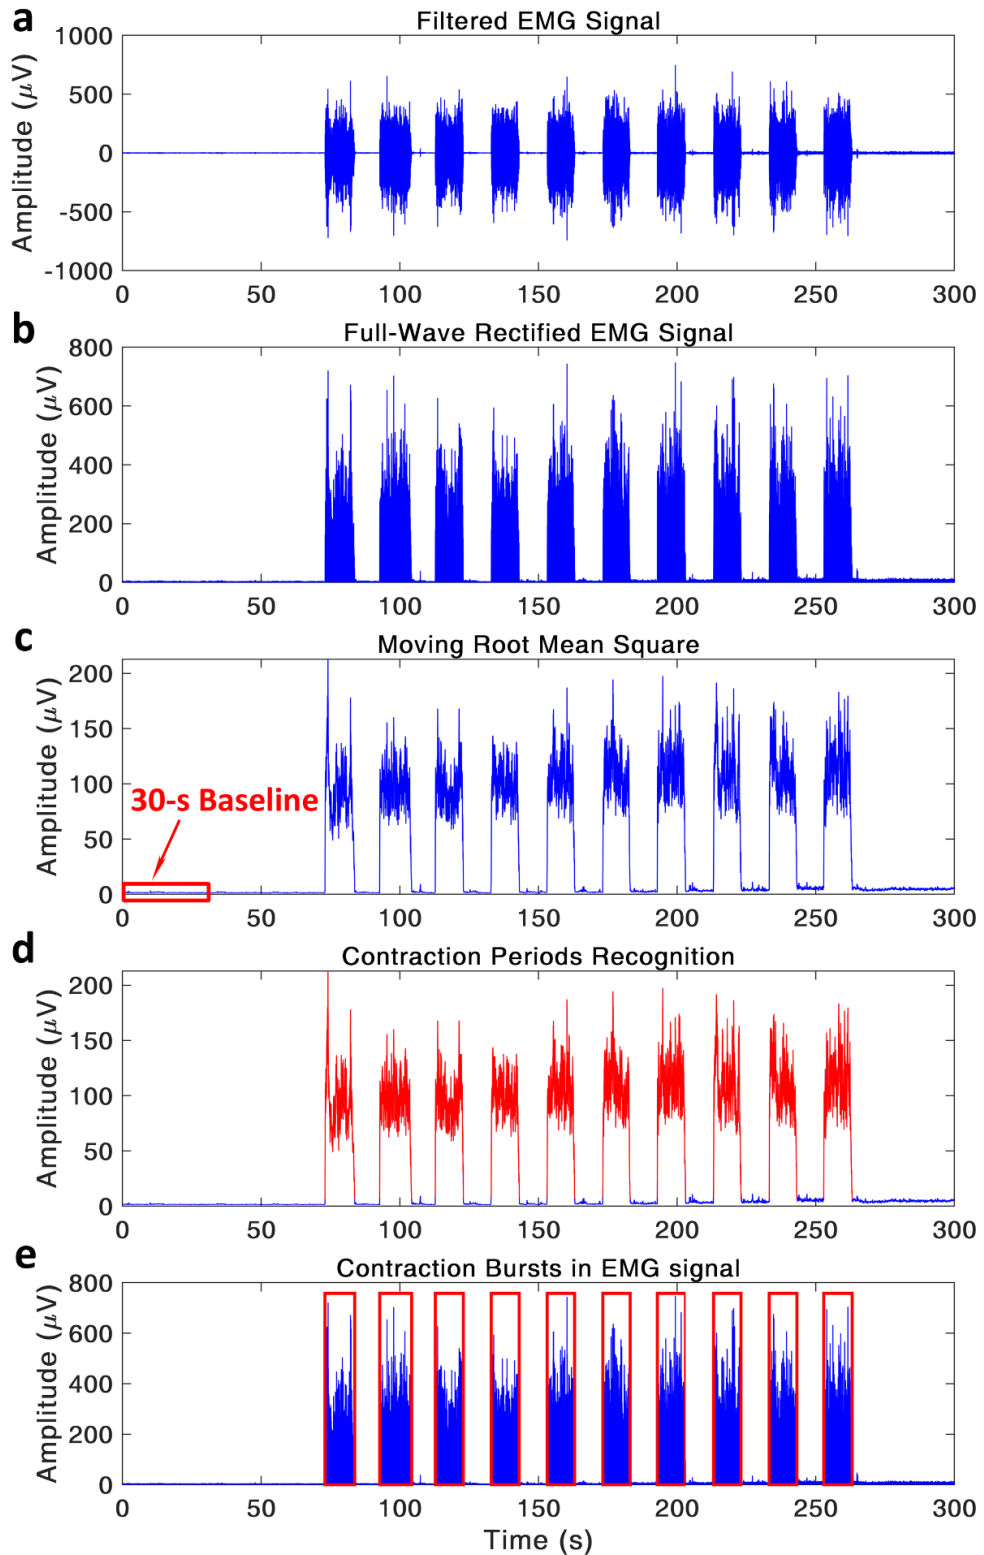 a
Filtered EMG Signal
Amplitude (μV)
1000
500
0
-500
-1000
0 50 100 150 200 250 300
b
Full-Wave Rectified EMG Signal
Amplitude (μV)
800
600
400
200
0
0 50 100 150 200 250 300
c
Moving Root Mean Square
Amplitude (μV)
200
150
100
50
0
30-s Baseline
0 50 100 150 200 250 300
d
Contraction Periods Recognition
Amplitude (μV)
200
150
100
50
0
0 50 100 150 200 250 300
e
Contraction Bursts in EMG signal
Amplitude (μV)
800
600
400
200
0
0 50 100 150 200 250 300
Time (s)